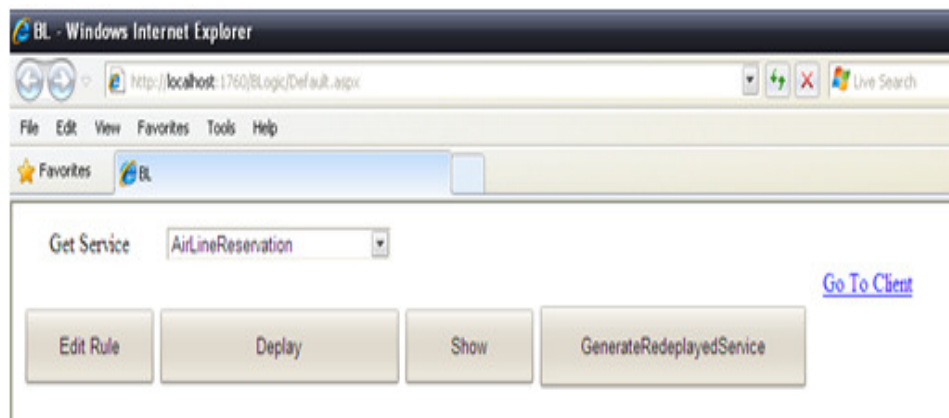 BL - Windows Internet Explorer
http://localhost:1760/BLogic/Default.aspx
Live Search
File Edit View Favorites Tools Help
Favorites BL
Get Service AirLineReservation
Go To Client
Edit Rule Deplay Show GenerateRedeplayedService